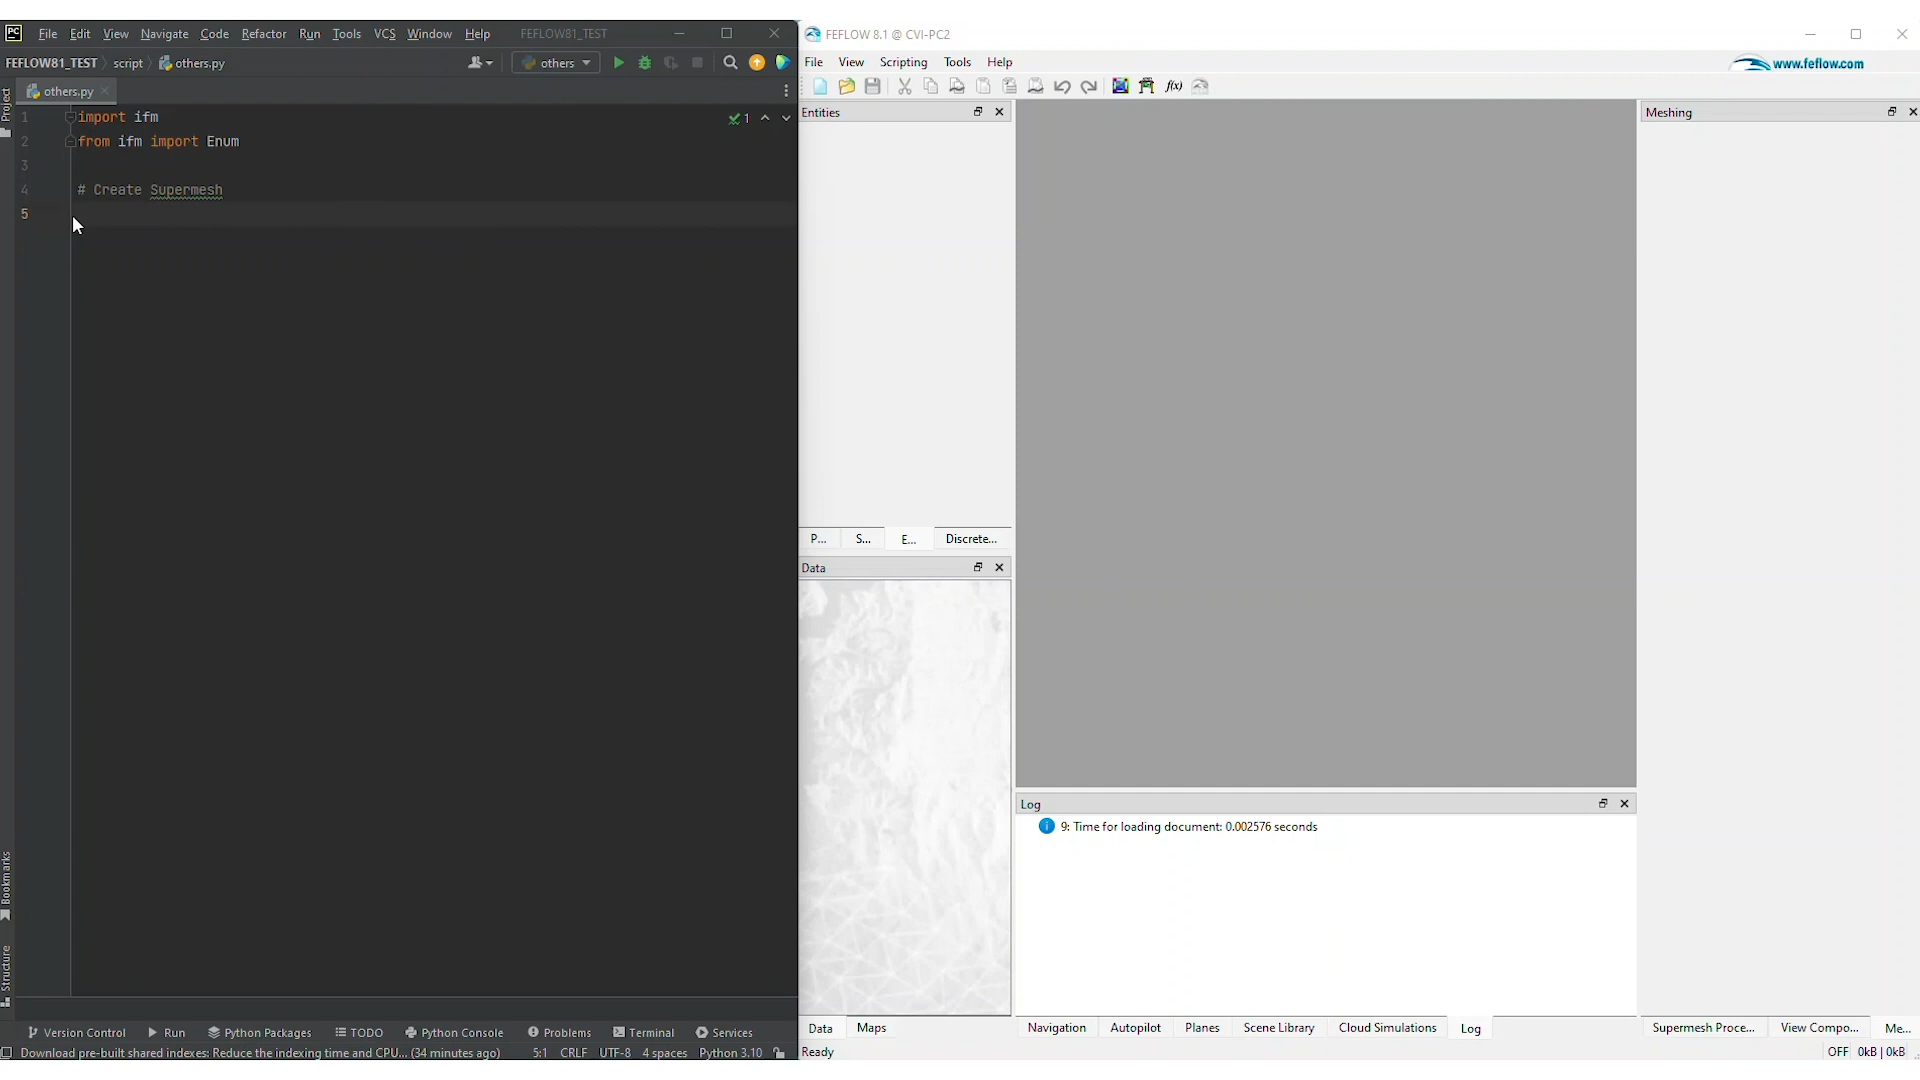 PC File Edit View Navigate Code Refactor Run Tools VCS Window Help FEFLOW81_TEST
FEFLOW81_TEST script others.py others
others.py
Project
1 import ifm
2 from ifm import Enum
3
4 # Create Supermesh
5
1
Bookmarks
Structure
Version Control Run Python Packages TODO Python Console Problems Terminal Services
Download pre-built shared indexes: Reduce the indexing time and CPU... (34 minutes ago) 5:1 CRLF UTF-8 4 spaces Python 3.10
FEFLOW 8.1 @ CVI-PC2
File View Scripting Tools Help
www.feflow.com
f(x)
Entities
Meshing
P... S... E... Discrete...
Data
Log
9: Time for loading document: 0.002576 seconds
Data Maps
Navigation Autopilot Planes Scene Library Cloud Simulations Log
Supermesh Proce... View Compo... Me...
Ready
OFF 0kB | 0kB